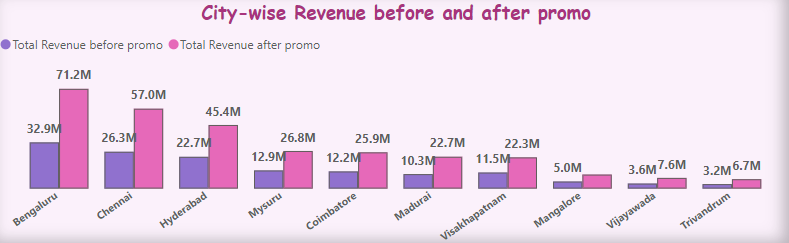 City-wise Revenue before and after promo
Total Revenue before promo Total Revenue after promo
71.2M
57.0M
45.4M
32.9M 26.3M 22.7M 26.8M 25.9M 22.7M 22.3M
12.9M 12.2M 10.3M 11.5M 5.0M 3.6M 7.6M 3.2M 6.7M
Bengaluru Chennai Hyderabad Mysuru Coimbatore Madurai Visakhapatnam Mangalore Vijayawada Trivandrum